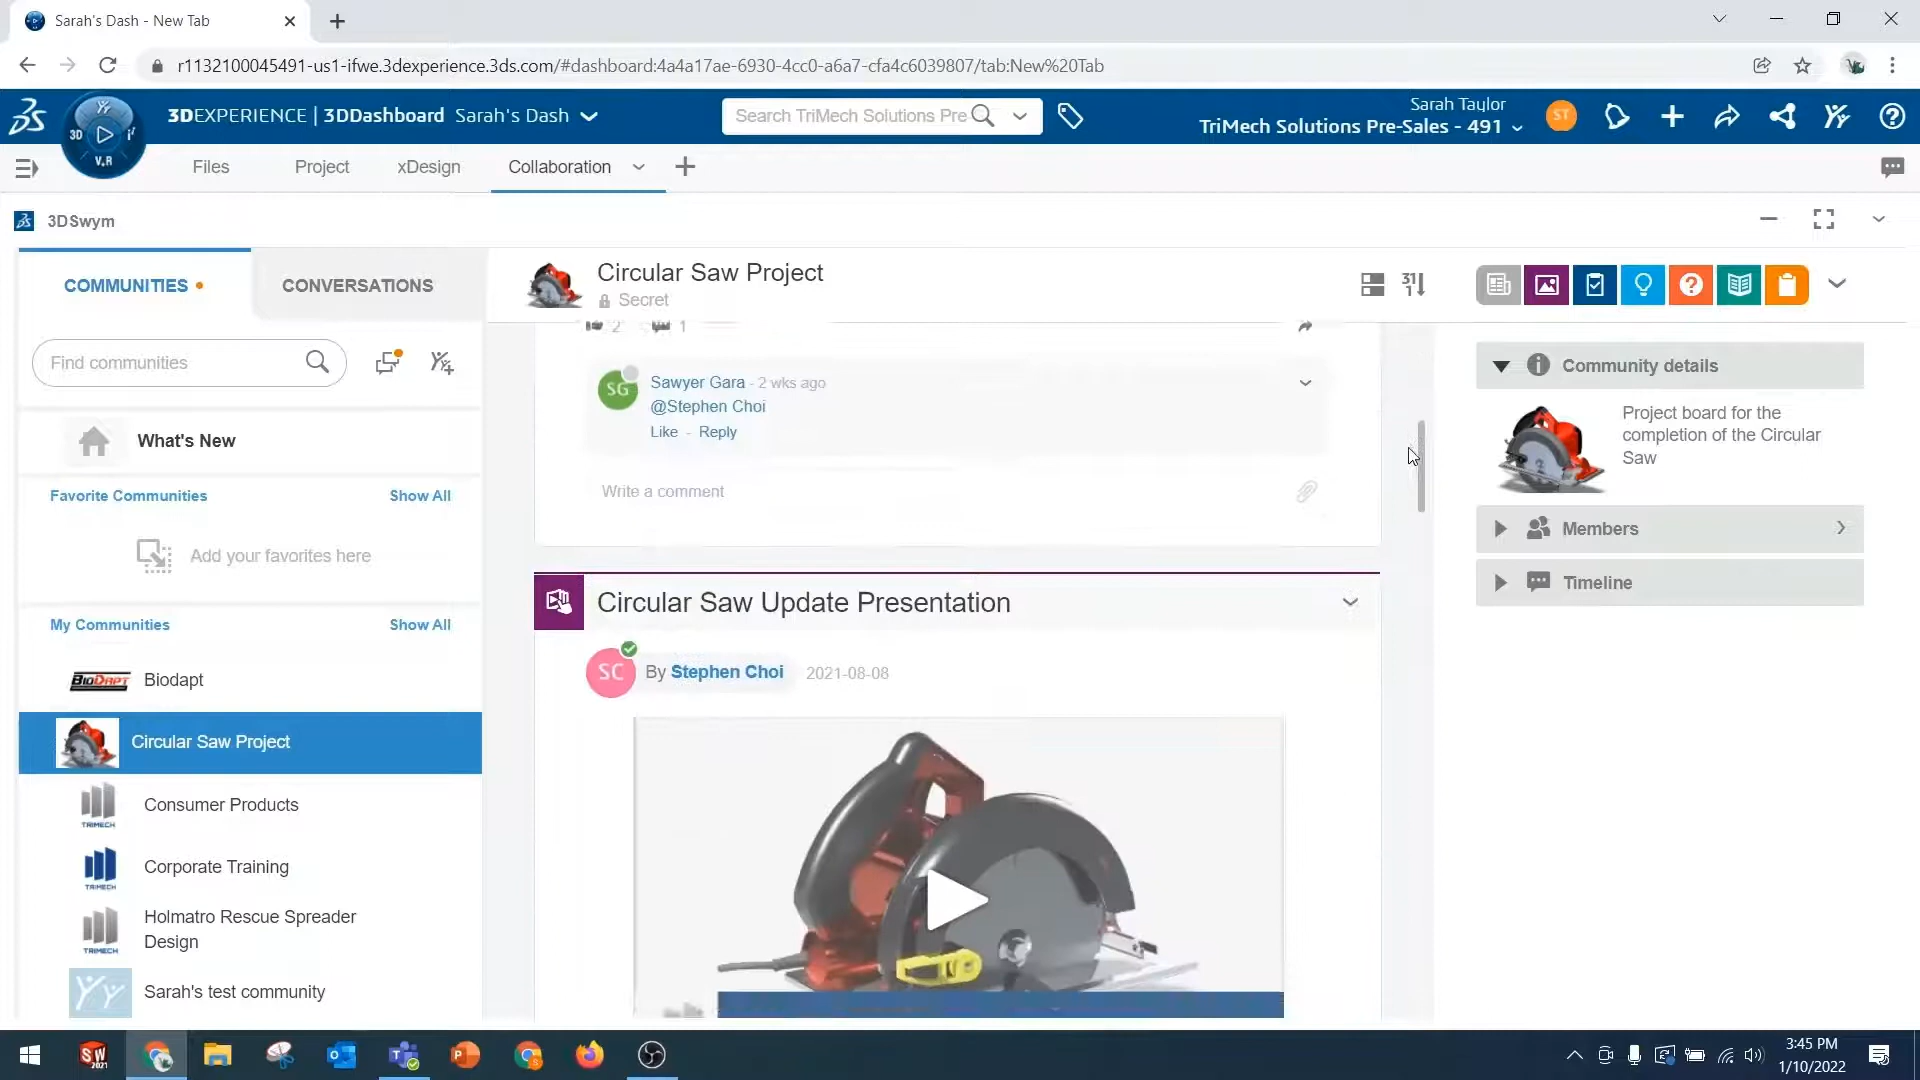 Sarah's Dash - New Tab
r1132100045491-us1-ifwe.3dexperience.3ds.com/#dashboard:4a4a17ae-6930-4cc0-a6a7-cfa4c6039807/tab:New%20Tab
3D
V.R
3DEXPERIENCE | 3DDashboard Sarah's Dash
Search TriMech Solutions Pre
Sarah Taylor
TriMech Solutions Pre-Sales - 491
ST
Files
Project
xDesign
Collaboration
3DSwym
COMMUNITIES
CONVERSATIONS
Circular Saw Project
Secret
Find communities
What's New
Favorite Communities
Show All
Add your favorites here
My Communities
Show All
Biodapt
Circular Saw Project
TRIMECH
Consumer Products
TRIMECH
Corporate Training
TRIMECH
Holmatro Rescue Spreader
Design
Sarah's test community
2
1
SG
Sawyer Gara - 2 wks ago
@Stephen Choi
Like - Reply
Write a comment
Circular Saw Update Presentation
SC
By Stephen Choi 2021-08-08
Community details
Project board for the
completion of the Circular
Saw
Members
Timeline
3:45 PM
1/10/2022